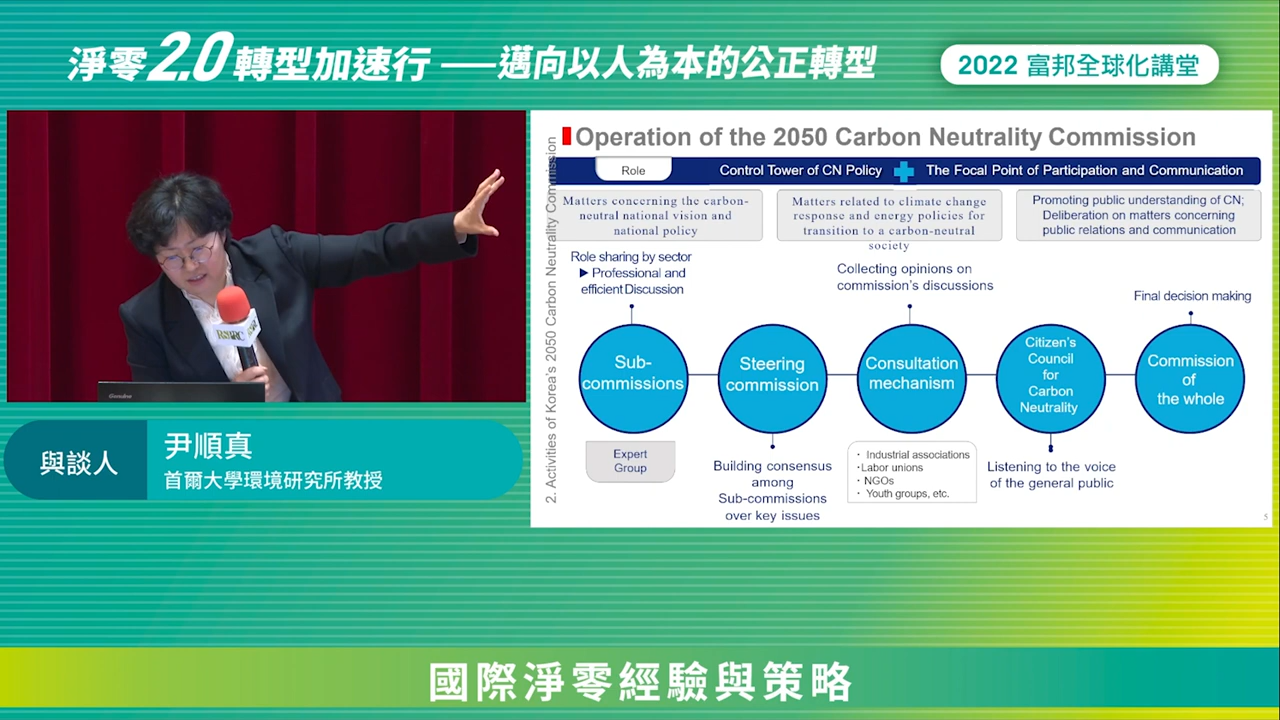 淨零2.0轉型加速行——邁向以人為本的公正轉型
2022 富邦全球化講堂
RSPRC
與談人
尹順真
首爾大學環境研究所教授
2. Activities of Korea's 2050 Carbon Neutrality Commission
Operation of the 2050 Carbon Neutrality Commission
Role
Control Tower of CN Policy
The Focal Point of Participation and Communication
Matters concerning the carbon-
neutral national vision and
national policy
Matters related to climate change
response and energy policies for
transition to a carbon-neutral
society
Promoting public understanding of CN;
Deliberation on matters concerning
public relations and communication
Role sharing by sector
▶ Professional and
efficient Discussion
Collecting opinions on
commission's discussions
Final decision making
Sub-
commissions
Steering
commission
Consultation
mechanism
Citizen's
Council
for
Carbon
Neutrality
Commission
of
the whole
Expert
Group
Building consensus
among
Sub-commissions
over key issues
· Industrial associations
·Labor unions
· NGOs
· Youth groups, etc.
Listening to the voice
of the general public
5
國際淨零經驗與策略